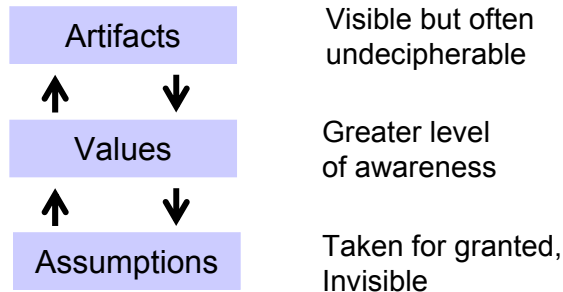 Artifacts
Visible but often
undecipherable
Values
Greater level
of awareness
Assumptions
Taken for granted,
Invisible